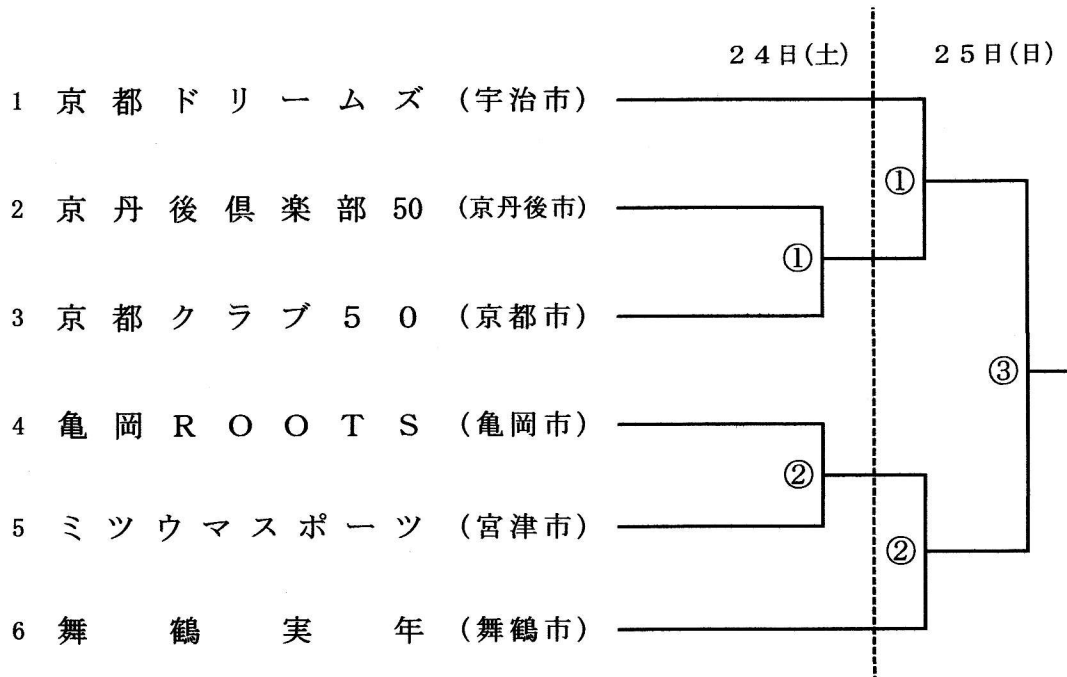 24日(土) 25日(日)
1 京都ドリームズ (宇治市)
①
2 京丹後倶楽部50 (京丹後市)
①
3 京都クラブ50 (京都市)
③
4 亀岡ROOTS (亀岡市)
②
5 ミツウマスポーツ (宮津市)
②
6 舞鶴実年 (舞鶴市)